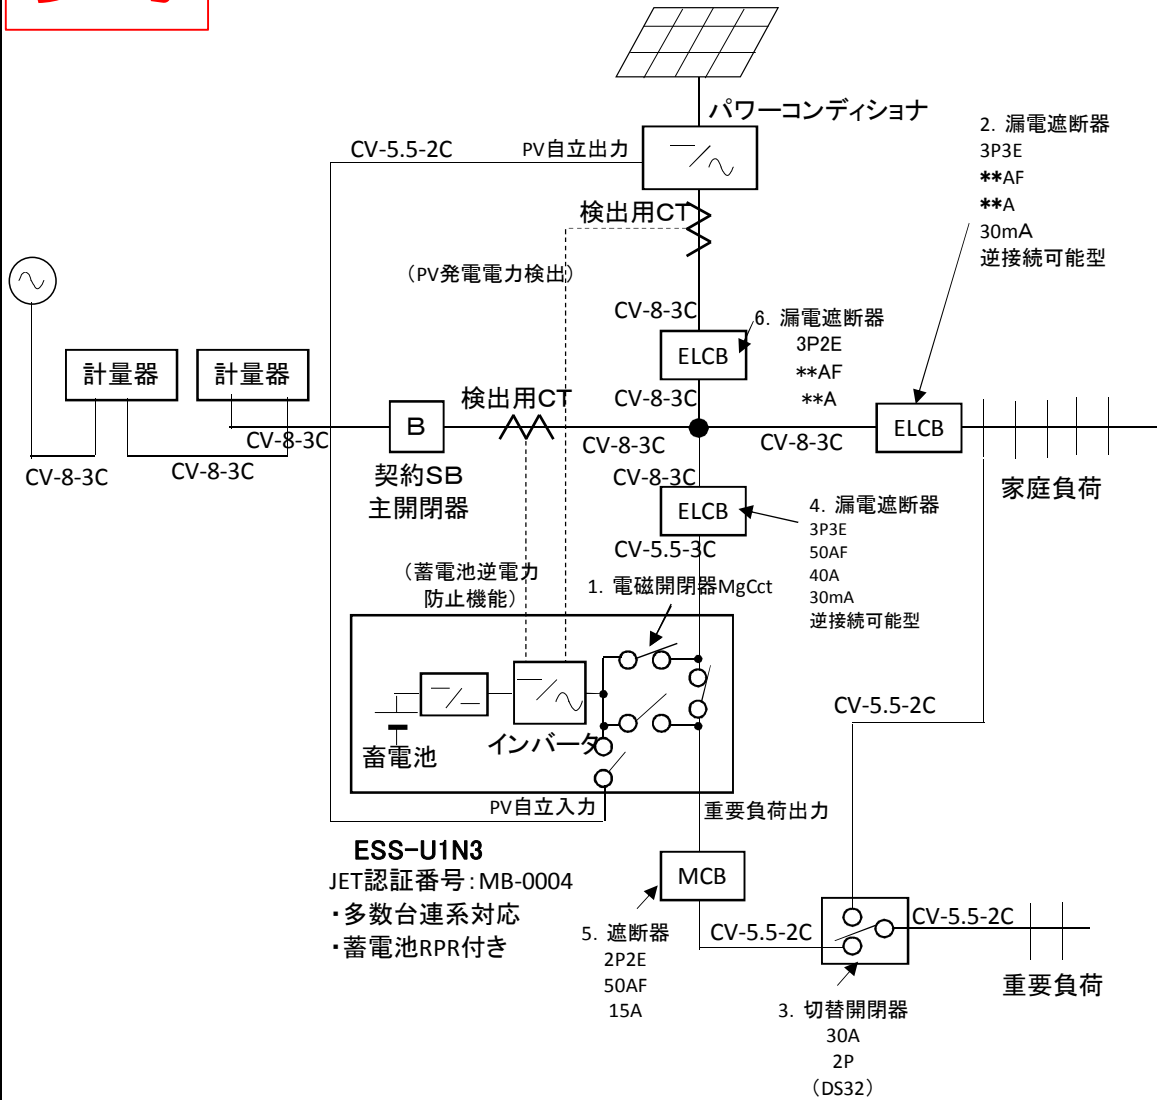 パワーコンディショナ
CV-5.5-2C
PV自立出力
検出用CT
（PV発電電力検出）
2. 漏電遮断器
3P3E
**AF
**A
30mA
逆接続可能型
CV-8-3C
6. 漏電遮断器
3P2E
**AF
**A
ELCB
計量器
計量器
検出用CT
CV-8-3C
B
ELCB
CV-8-3C
CV-8-3C
CV-8-3C
CV-8-3C
CV-8-3C
契約SB
主開閉器
CV-8-3C
家庭負荷
ELCB
4. 漏電遮断器
3P3E
50AF
40A
30mA
逆接続可能型
CV-5.5-3C
（蓄電池逆電力
防止機能）
1. 電磁開閉器MgCct
CV-5.5-2C
インバータ
畜電池
PV自立入力
重要負荷出力
ESS-U1N3
JET認証番号：MB-0004
・多数台連系対応
・蓄電池RPR付き
MCB
5. 遮断器
2P2E
50AF
15A
CV-5.5-2C
CV-5.5-2C
重要負荷
3. 切替開閉器
30A
2P
（DS32）